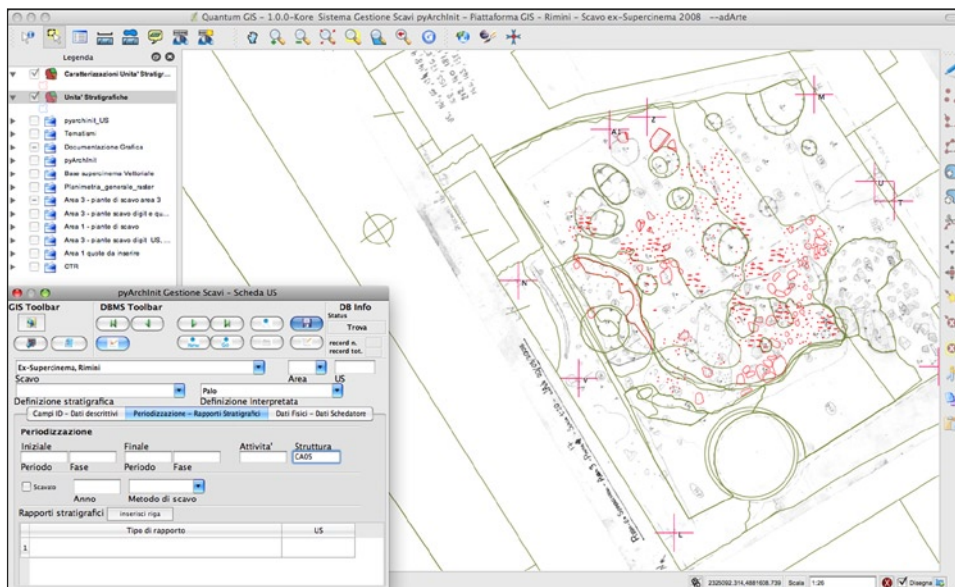 Quantum GIS - 1.0.0-Kore  Sistema Gestione Scavi pyArchInit - Piattaforma GIS - Rimini - Scavo ex-Supercinema 2008  --adArte
Legenda
Caratterizzazioni Unita' Stratigr...
Unita' Stratigrafiche
pyarchinit_US
Tematismi
Documentazione Grafica
pyArchInit
Base supercinema Vettoriale
Planimetria_generale_raster
Area 3 - piante di scavo area 3
Area 3 - piante scavo digit e qu...
Area 1 - piante di scavo
Area 3 - piante scavo digit US, ...
Area 1 quote da inserire
CTR
pyArchInit Gestione Scavi - Scheda US
GIS Toolbar
DBMS Toolbar
DB Info
Status
Trova
record n.
record tot.
Ex-Supercinema, Rimini
Scavo
Area
US
Palo
Definizione stratigrafica
Definizione Interpretata
Campi ID - Dati descrittivi
Periodizzazione - Rapporti Stratigrafici
Dati Fisici - Dati Schedatore
Periodizzazione
Iniziale
Finale
Attivita'
Struttura
CA05
Periodo
Fase
Periodo
Fase
Scavato
Anno
Metodo di scavo
Rapporti stratigrafici
inserisci riga
Tipo di rapporto
US
1
A1
Z
M
U
T
N
V
L
2325092.314,4881608.739
Scala
1:26
Disegna